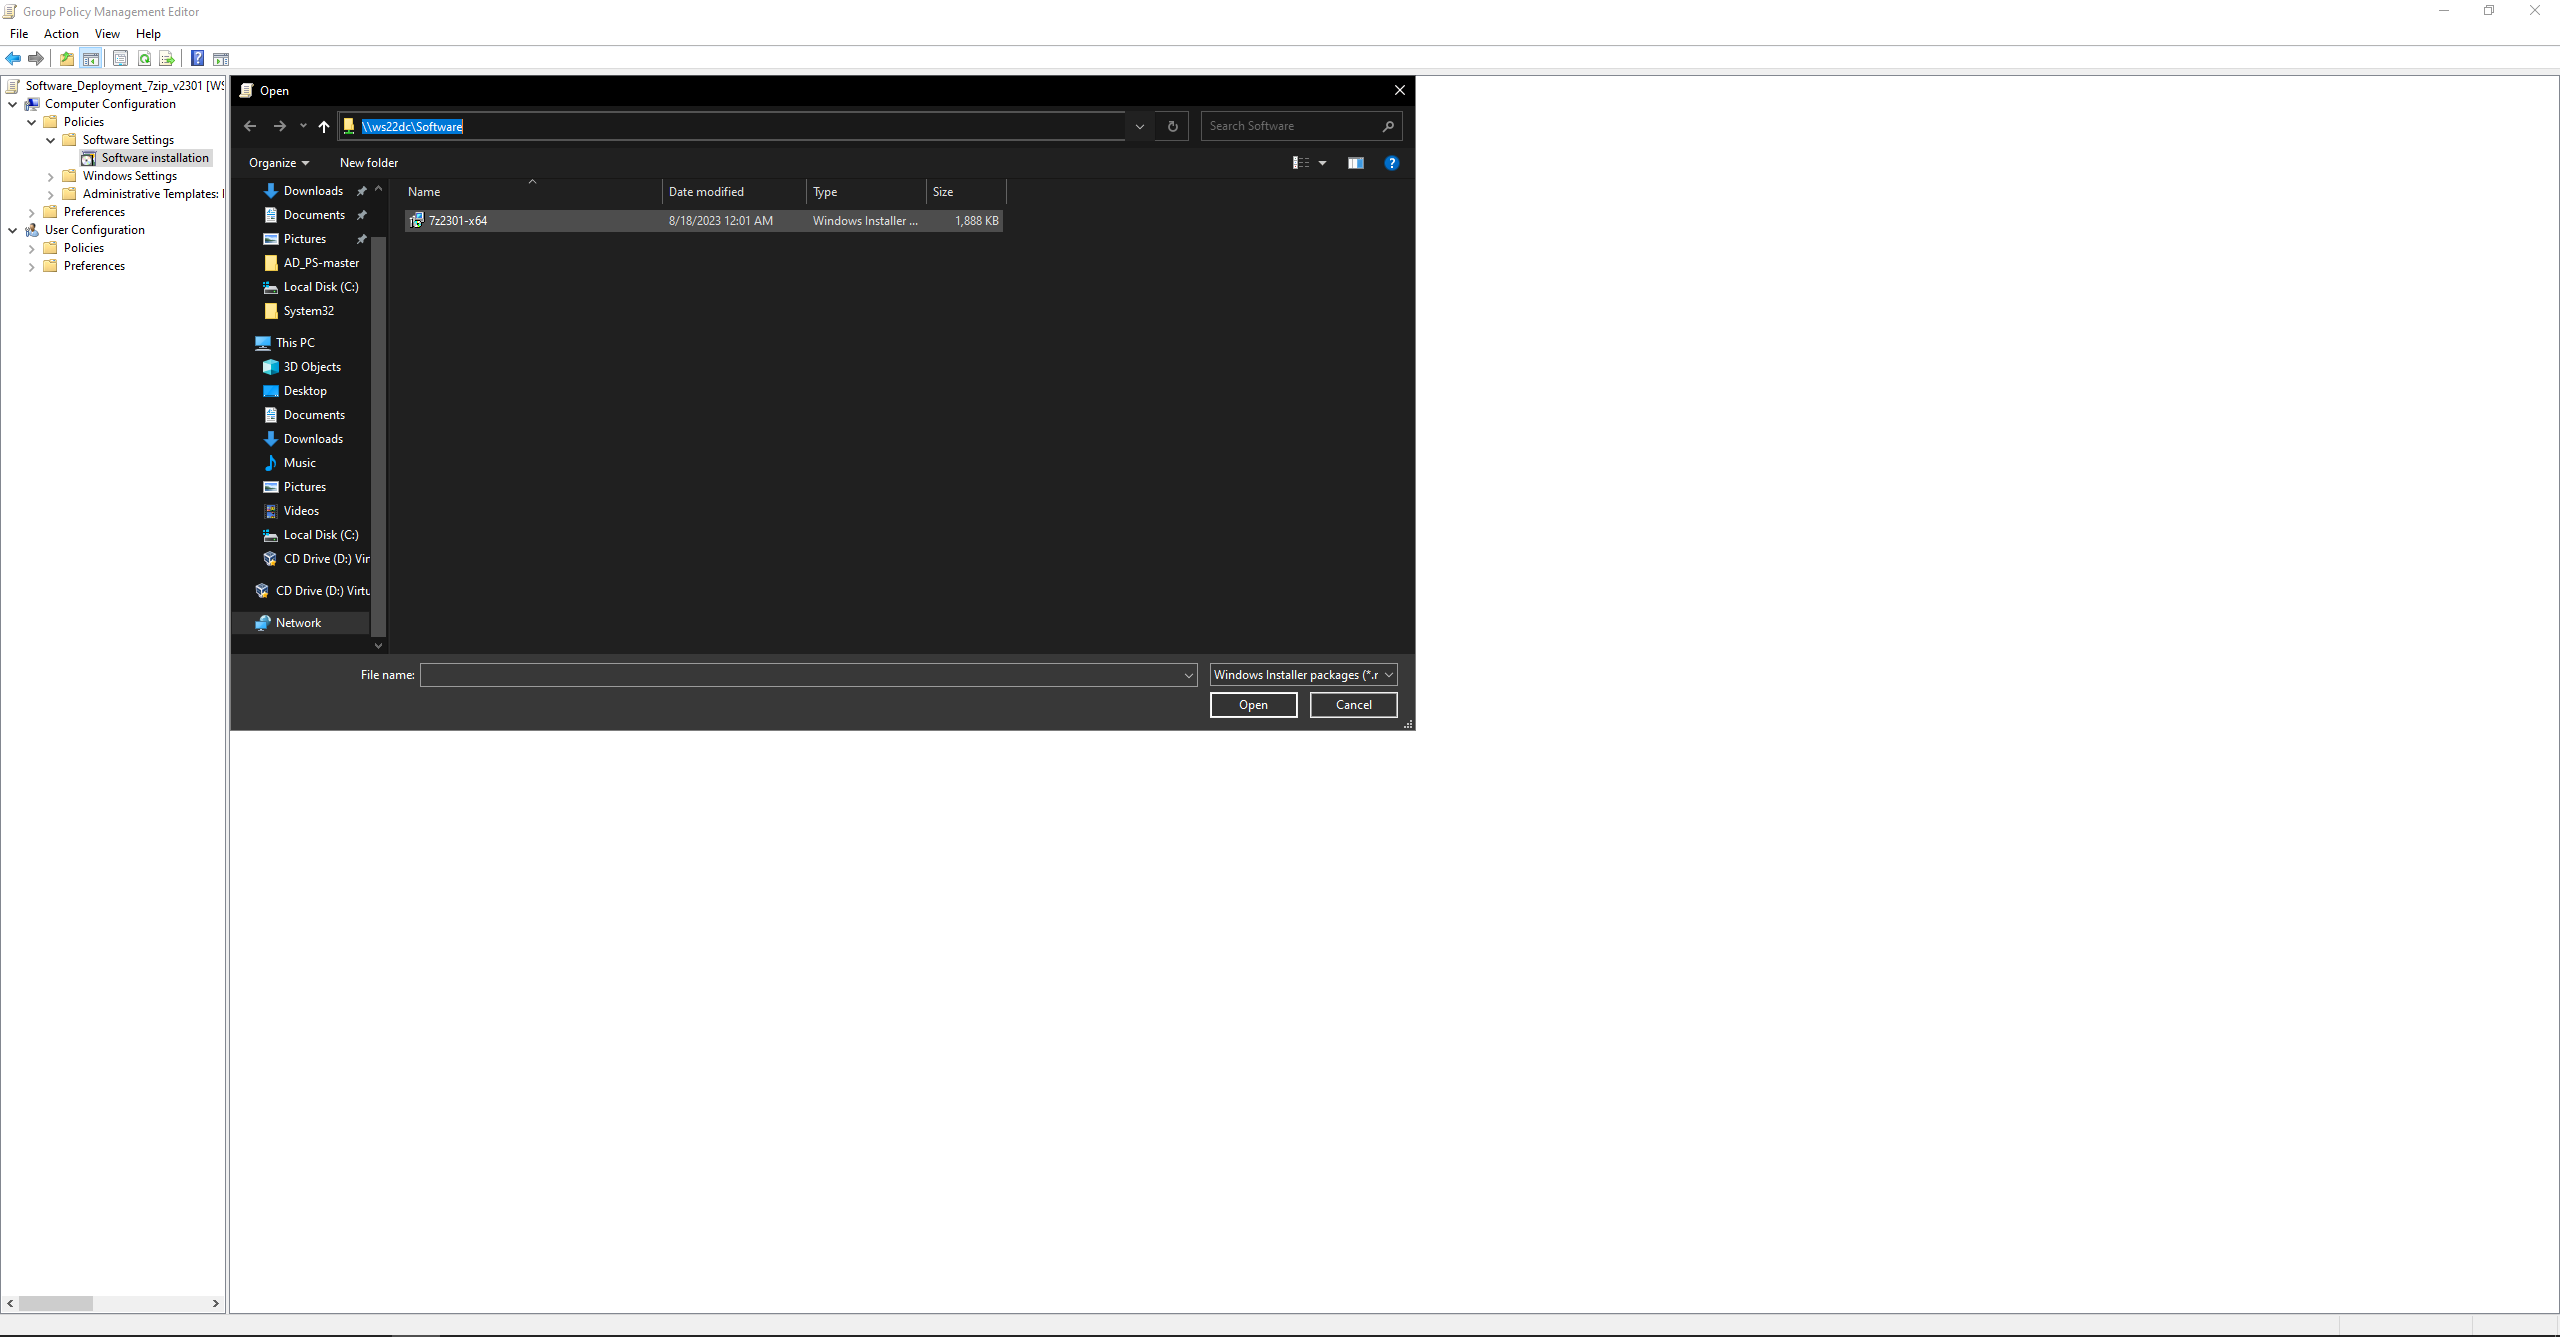 Group Policy Management Editor
File Action View Help
Software_Deployment_7zip_v2301 [WS
Computer Configuration
Policies
Software Settings
Software installation
Windows Settings
Administrative Templates:
Preferences
User Configuration
Policies
Preferences
Open
\\ws22dc\Software
Search Software
Organize New folder
Downloads
Documents
Pictures
AD_PS-master
Local Disk (C:)
System32
This PC
3D Objects
Desktop
Documents
Downloads
Music
Pictures
Videos
Local Disk (C:)
CD Drive (D:) Vir
CD Drive (D:) Virtu
Network
Name Date modified Type Size
7z2301-x64 8/18/2023 12:01 AM Windows Installer ... 1,888 KB
File name:
Windows Installer packages (*.r
Open Cancel